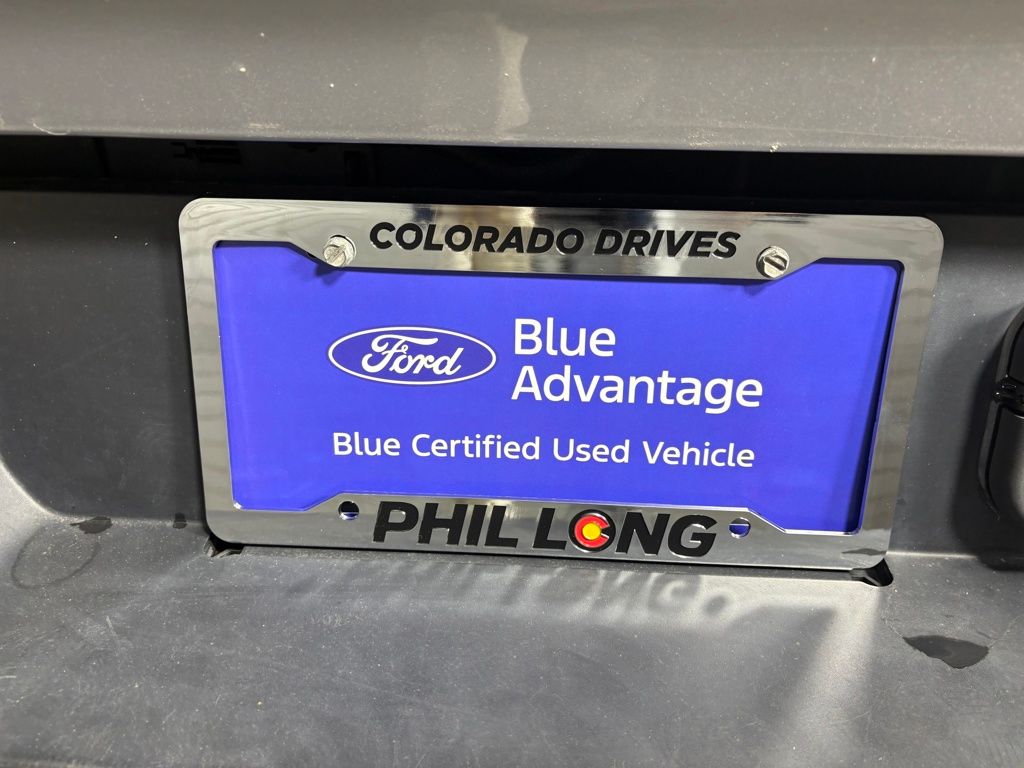 COLORADO DRIVES
Ford
Blue
Advantage
Blue Certified Used Vehicle
PHIL LONG